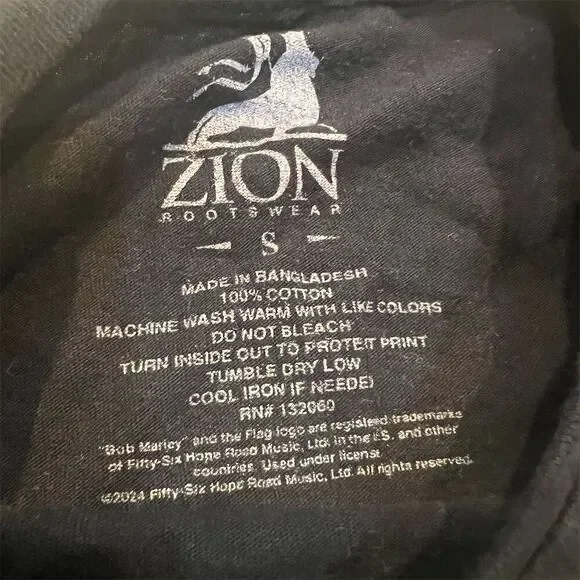 ZION
ROOTSWEAR
S
MADE IN BANGLADESH
100% COTTON
MACHINE WASH WARM WITH LIKE COLORS
DO NOT BLEACH
TURN INSIDE OUT TO PROTEIT PRINT
TUMBLE DRY LOW
COOL IRON IF NEEDED
RN# 132060
"Bob Marley" and the Flag logo are registered trademarks
of Fifty-Six Hope Road Music, Ltd. in the U.S. and other
countries. Used under license.
©2024 Fifty-Six Hope Road Music, Ltd. All rights reserved.